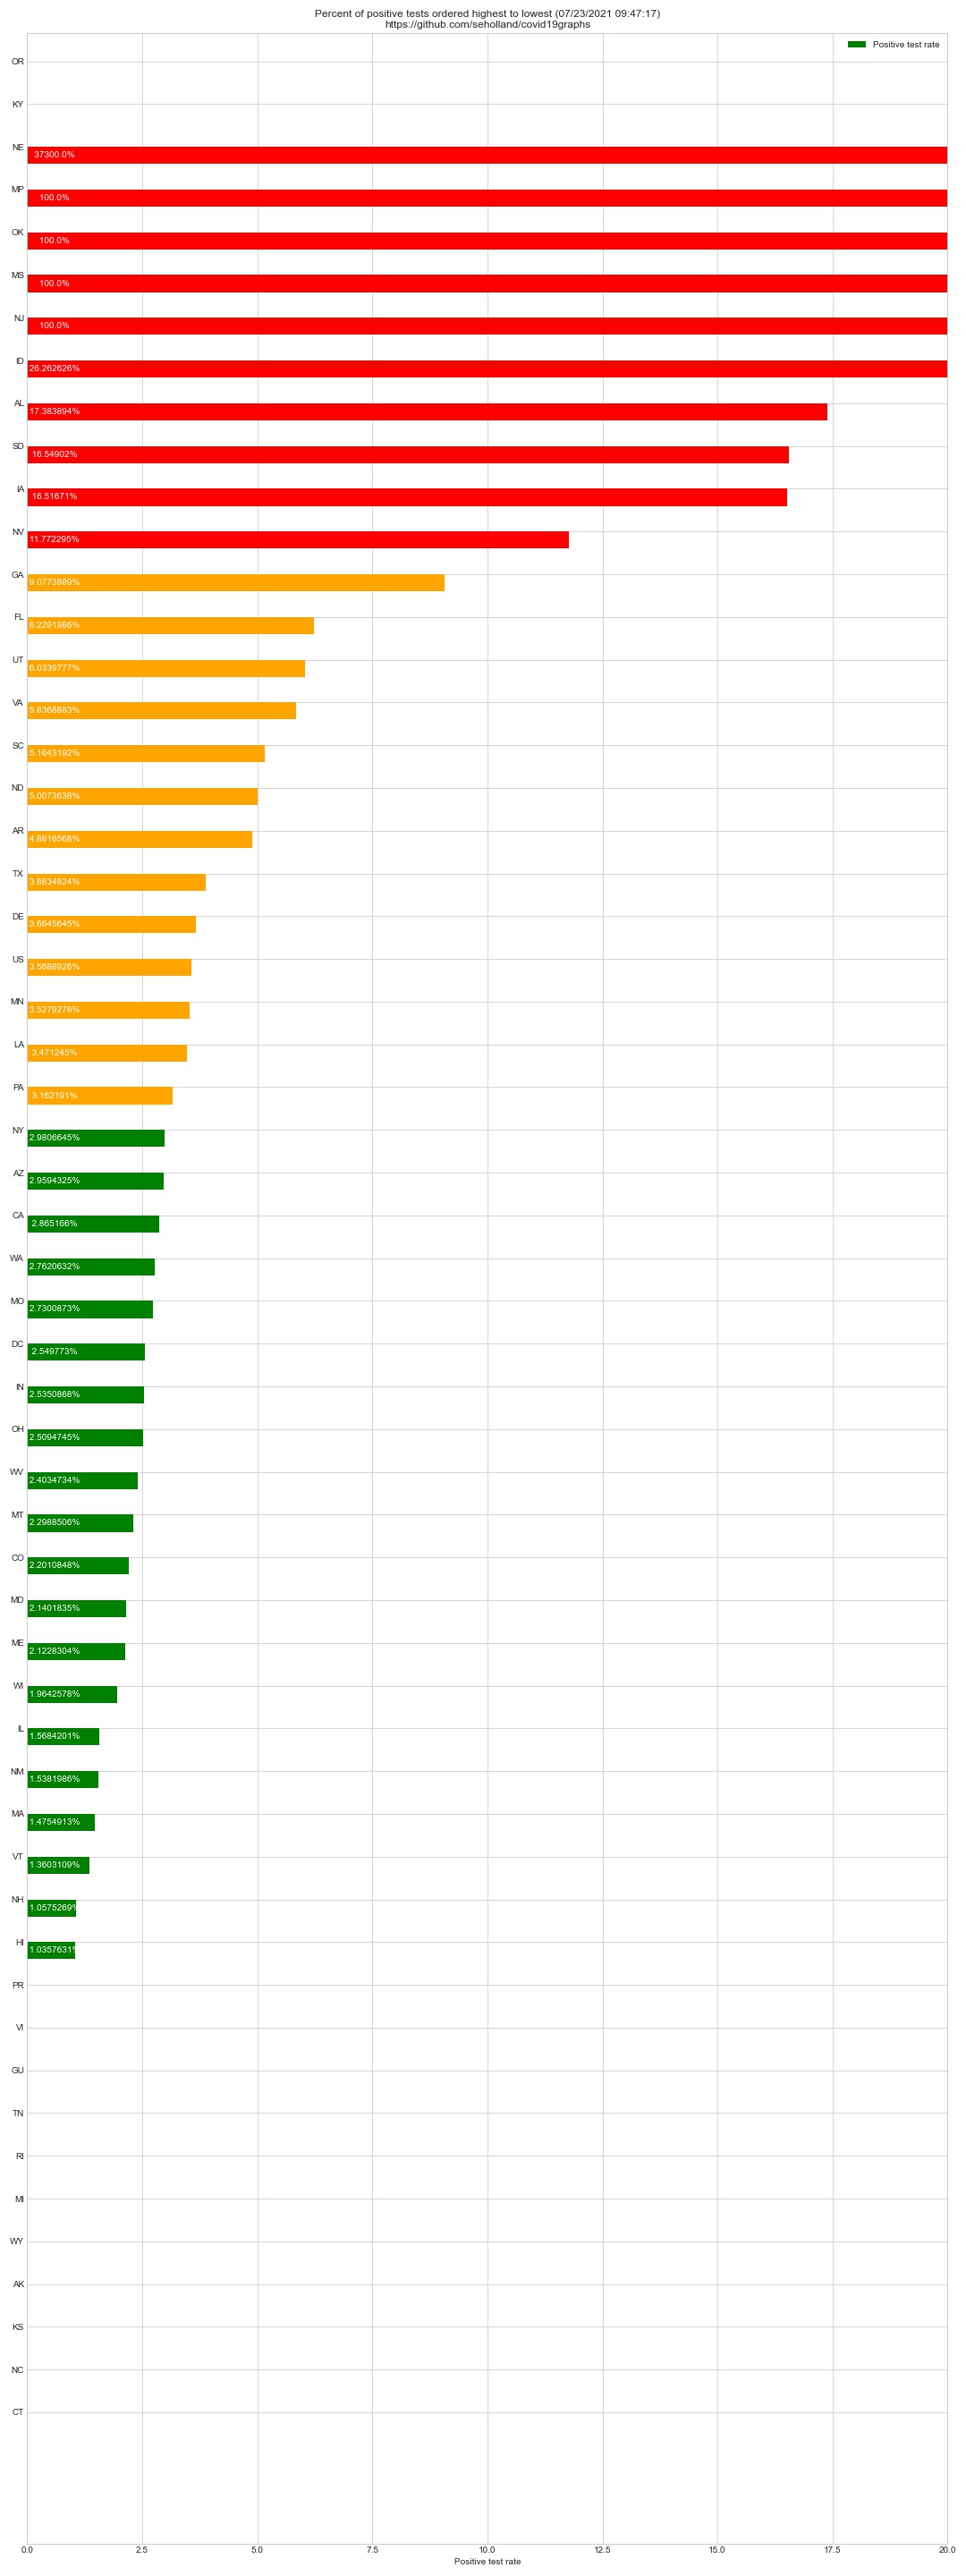 Percent of positive tests ordered highest to lowest (07/23/2021 09:47:17)
https://github.com/seholland/covid19graphs
Positive test rate
OR
KY
NE
37300.0%
MP
100.0%
OK
100.0%
MS
100.0%
NJ
100.0%
ID
26.262626%
AL
17.383894%
SD
16.54902%
IA
16.51671%
NV
11.772295%
GA
9.0773889%
FL
6.2291986%
UT
6.0339777%
VA
5.8368883%
SC
5.1643192%
ND
5.0073638%
AR
4.8816568%
TX
3.8834824%
DE
3.6645645%
US
3.5688926%
MN
3.5279278%
LA
3.471245%
PA
3.162191%
NY
2.9806645%
AZ
2.9594325%
CA
2.865166%
WA
2.7620632%
MO
2.7300873%
DC
2.549773%
IN
2.5350868%
OH
2.5094745%
WV
2.4034734%
MT
2.2988506%
CO
2.2010848%
MD
2.1401835%
ME
2.1228304%
WI
1.9642578%
IL
1.5684201%
NM
1.5381986%
MA
1.4754913%
VT
1.3603109%
NH
1.0575269%
HI
1.0357631%
PR
VI
GU
TN
RI
MI
WY
AK
KS
NC
CT
0.0 2.5 5.0 7.5 10.0 12.5 15.0 17.5 20.0
Positive test rate